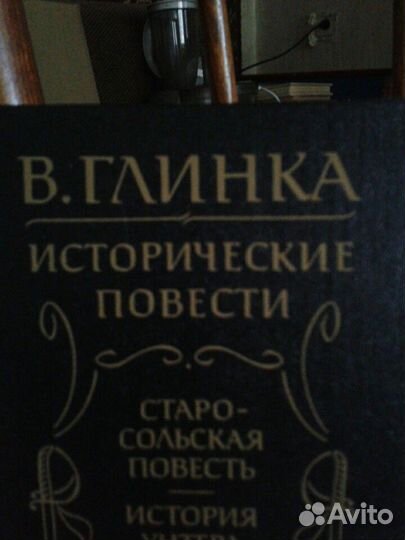 В. ГЛИНКА
ИСТОРИЧЕСКИЕ
ПОВЕСТИ
СТАРО-
СОЛЬСКАЯ
ПОВЕСТЬ
ИСТОРИЯ
Avito